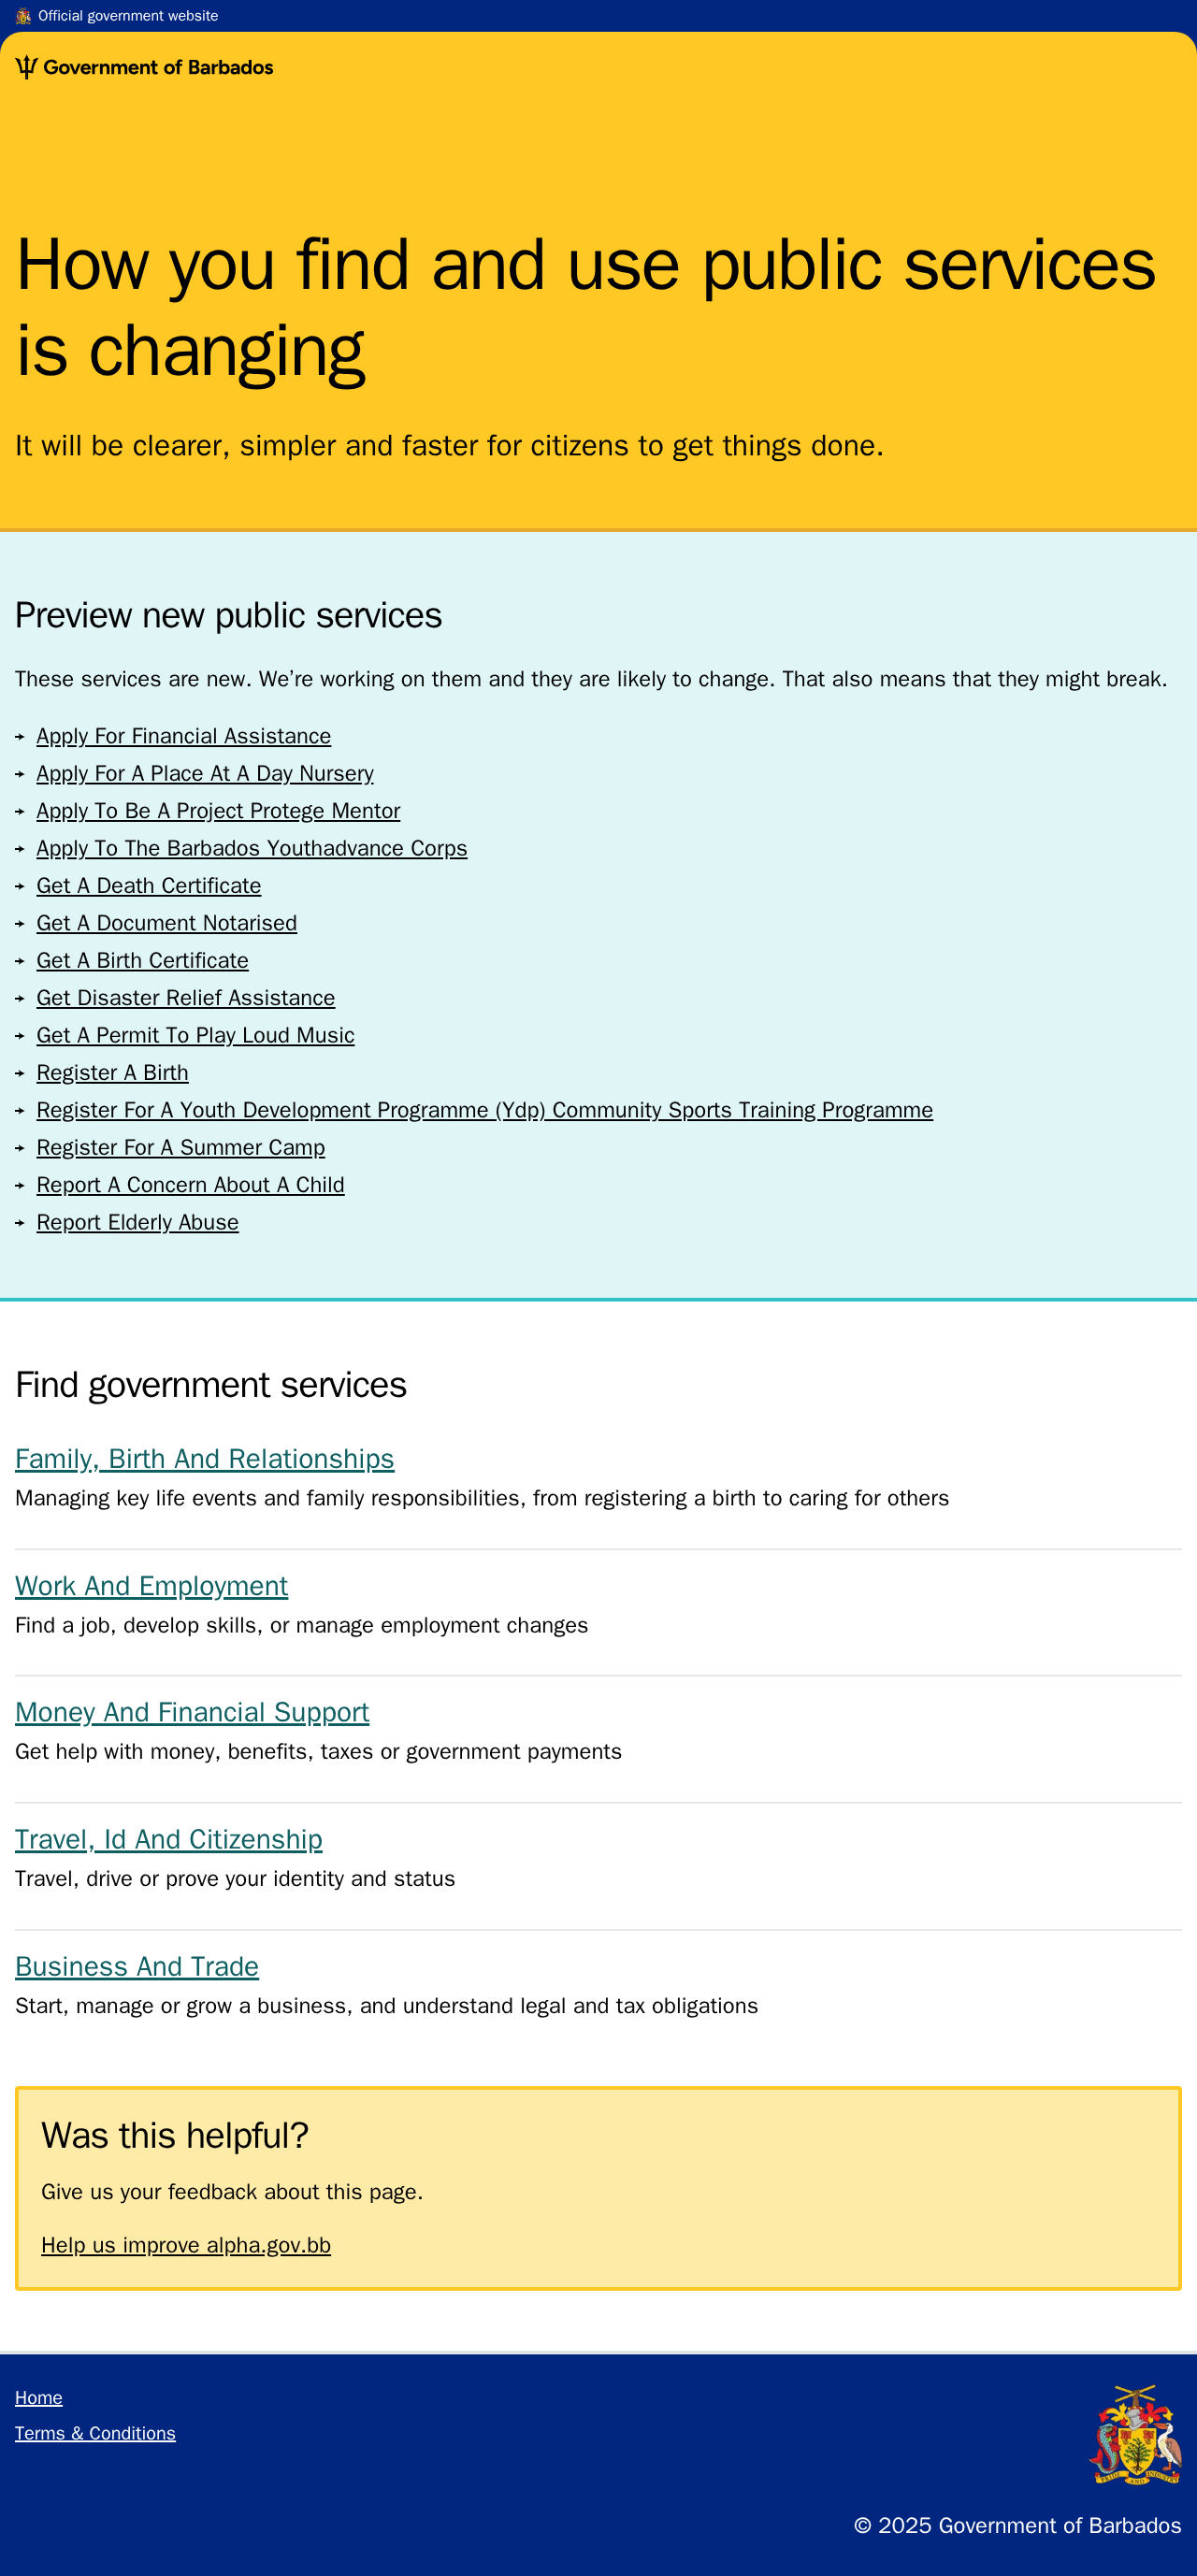 Official government website
Government of Barbados
How you find and use public services
is changing
It will be clearer, simpler and faster for citizens to get things done.
Preview new public services
These services are new. We're working on them and they are likely to change. That also means that they might break.
Apply For Financial Assistance
Apply For A Place At A Day Nursery
Apply To Be A Project Protege Mentor
Apply To The Barbados Youthadvance Corps
Get A Death Certificate
Get A Document Notarised
Get A Birth Certificate
Get Disaster Relief Assistance
Get A Permit To Play Loud Music
Register A Birth
Register For A Youth Development Programme (Ydp) Community Sports Training Programme
Register For A Summer Camp
Report A Concern About A Child
Report Elderly Abuse
Find government services
Family, Birth And Relationships
Managing key life events and family responsibilities, from registering a birth to caring for others
Work And Employment
Find a job, develop skills, or manage employment changes
Money And Financial Support
Get help with money, benefits, taxes or government payments
Travel, Id And Citizenship
Travel, drive or prove your identity and status
Business And Trade
Start, manage or grow a business, and understand legal and tax obligations
Was this helpful?
Give us your feedback about this page.
Help us improve alpha.gov.bb
Home
Terms & Conditions
PRIDE AND INDUSTRY
© 2025 Government of Barbados